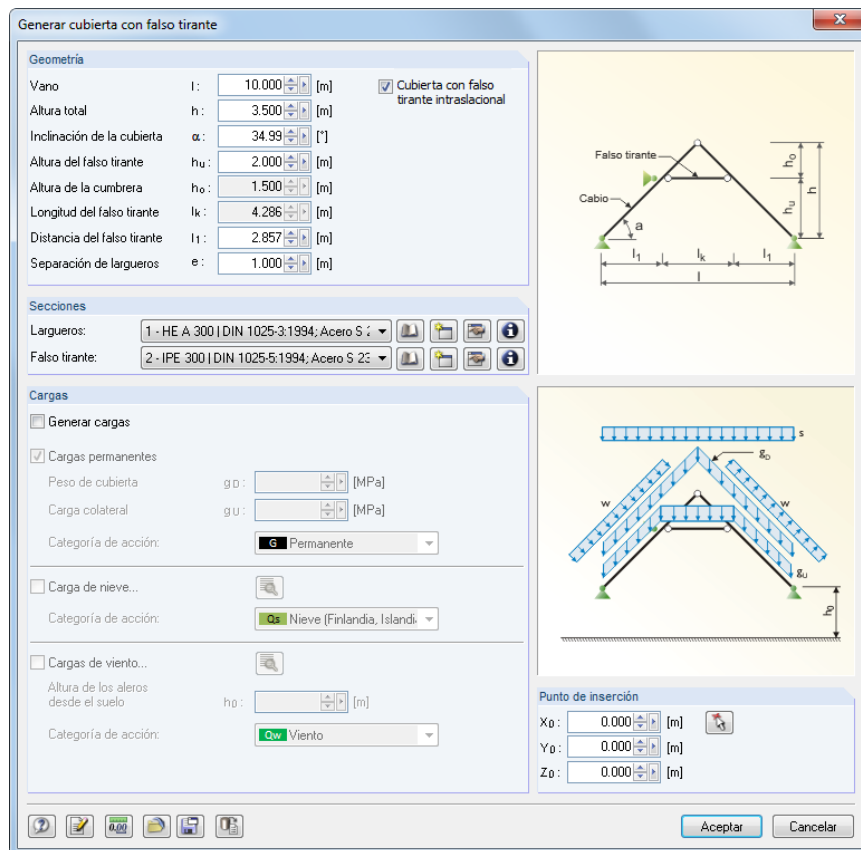 Generar cubierta con falso tirante
Geometría
Vano l: 10.000 [m]
Cubierta con falso tirante intraslacional
Altura total h: 3.500 [m]
Inclinación de la cubierta α: 34.99 [°]
Altura del falso tirante hu: 2.000 [m]
Altura de la cumbrera ho: 1.500 [m]
Longitud del falso tirante lk: 4.286 [m]
Distancia del falso tirante l1: 2.857 [m]
Separación de largueros e: 1.000 [m]
Falso tirante
Cabio
a
ho
hu
h
l1 lk l1
l
Secciones
Largueros: 1 - HE A 300 | DIN 1025-3:1994; Acero S 2
Falso tirante: 2 - IPE 300 | DIN 1025-5:1994; Acero S 23
Cargas
Generar cargas
Cargas permanentes
Peso de cubierta gD: [MPa]
Carga colateral gU: [MPa]
Categoría de acción: G Permanente
Carga de nieve...
Categoría de acción: Qs Nieve (Finlandia, Islandi
Cargas de viento...
Altura de los aleros
desde el suelo h0: [m]
Categoría de acción: Qw Viento
s
gD
w w
gU
h0
Punto de inserción
X0: 0.000 [m]
Y0: 0.000 [m]
Z0: 0.000 [m]
0.00
Aceptar Cancelar